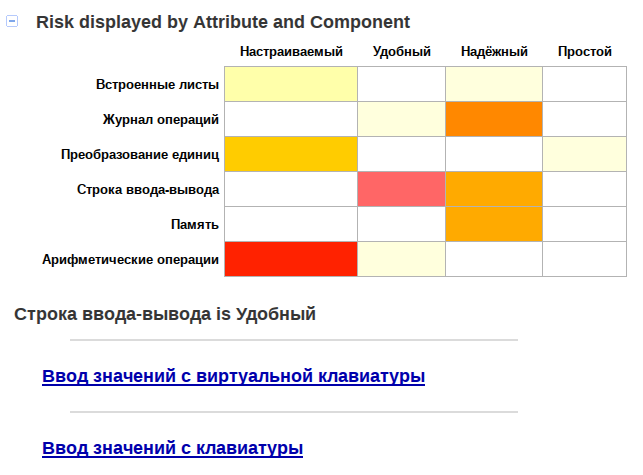 Risk displayed by Attribute and Component
Настраиваемый Удобный Надёжный Простой
Встроенные листы
Журнал операций
Преобразование единиц
Строка ввода-вывода
Память
Арифметические операции
Строка ввода-вывода is Удобный
Ввод значений с виртуальной клавиатуры
Ввод значений с клавиатуры